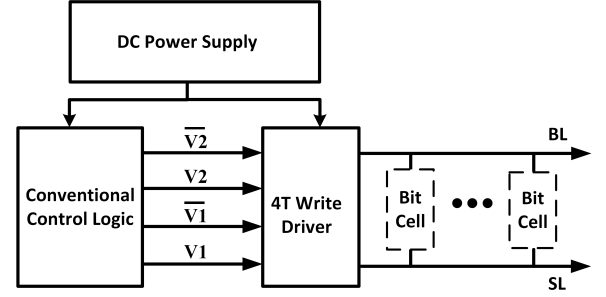 DC Power Supply
V2̅
V2
V1̅
V1
Conventional
Control Logic
4T Write
Driver
BL
Bit
Cell
Bit
Cell
SL